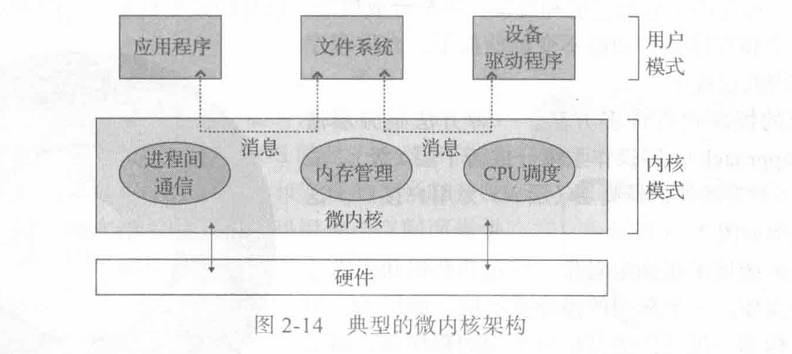 应用程序
文件系统
设备
驱动程序
用户
模式
消息
消息
进程间
通信
内存管理
CPU调度
微内核
内核
模式
硬件
图 2-14 典型的微内核架构